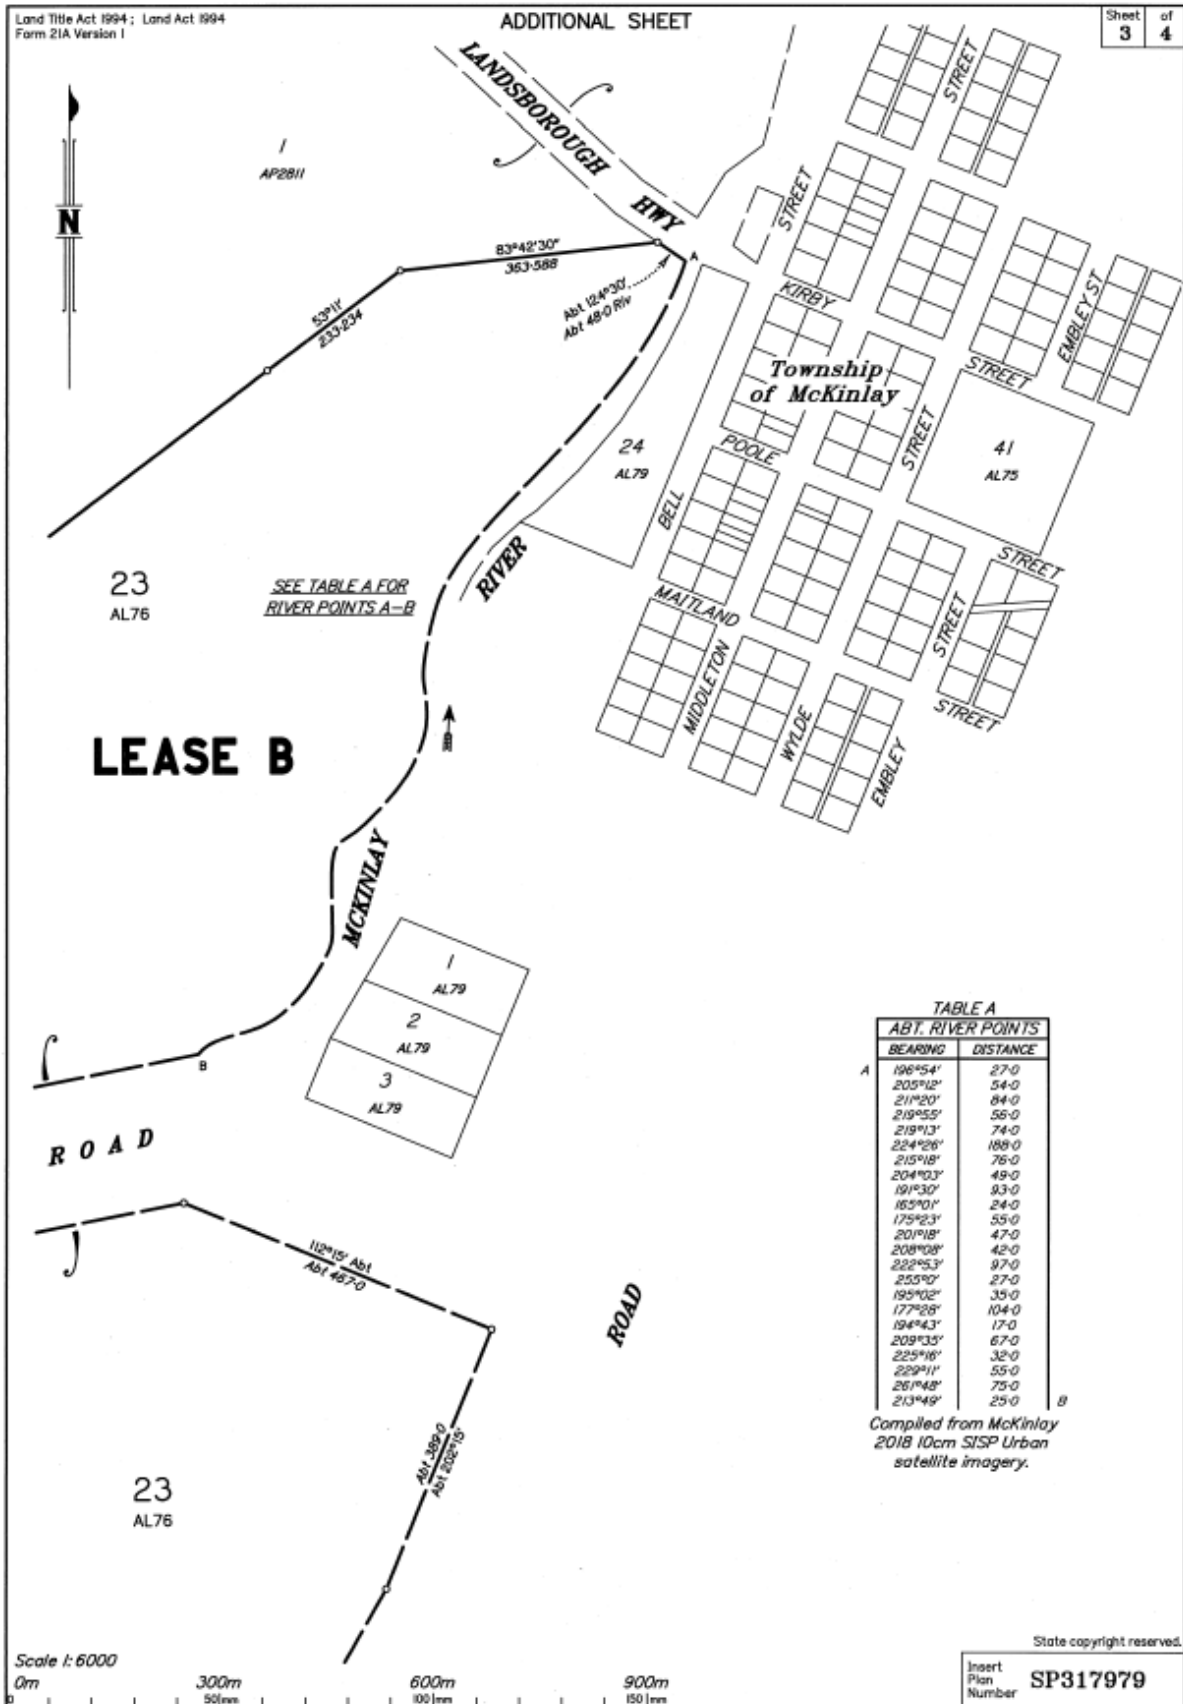 Land Title Act 1994 ; Land Act 1994
Form 21A Version 1
ADDITIONAL SHEET
Sheet of
3 4
LANDSBOROUGH HWY
N
1
AP2811
83°42'30"
363·588
A
Abt 124°30'
Abt 48·0 Riv
53°11'
233·234
STREET
STREET
KIRBY
EMBLEY ST
STREET
Township
of McKinlay
24
AL79
POOLE
STREET
41
AL75
BELL
STREET
RIVER
23
AL76
SEE TABLE A FOR
RIVER POINTS A-B
MAITLAND
MIDDLETON
STREET
STREET
WYLDE
EMBLEY
LEASE B
MCKINLAY
1
AL79
2
AL79
3
AL79
B
ROAD
112°15' Abt
Abt 467·0
ROAD
Abt 389·0
Abt 202°15'
23
AL76
TABLE A
ABT. RIVER POINTS
BEARING DISTANCE
A 196°54' 27·0
205°12' 54·0
211°20' 84·0
219°55' 56·0
219°13' 74·0
224°26' 188·0
215°18' 76·0
204°03' 49·0
191°30' 93·0
165°01' 24·0
175°23' 55·0
201°18' 47·0
208°08' 42·0
222°53' 97·0
255°0' 27·0
195°02' 35·0
177°28' 104·0
194°43' 17·0
209°35' 67·0
225°16' 32·0
229°11' 55·0
261°48' 75·0
213°49' 25·0 B
Compiled from McKinlay
2018 10cm SISP Urban
satellite imagery.
State copyright reserved.
Scale 1: 6000
0m 300m 600m 900m
0 50mm 100mm 150mm
Insert
Plan
Number
SP317979